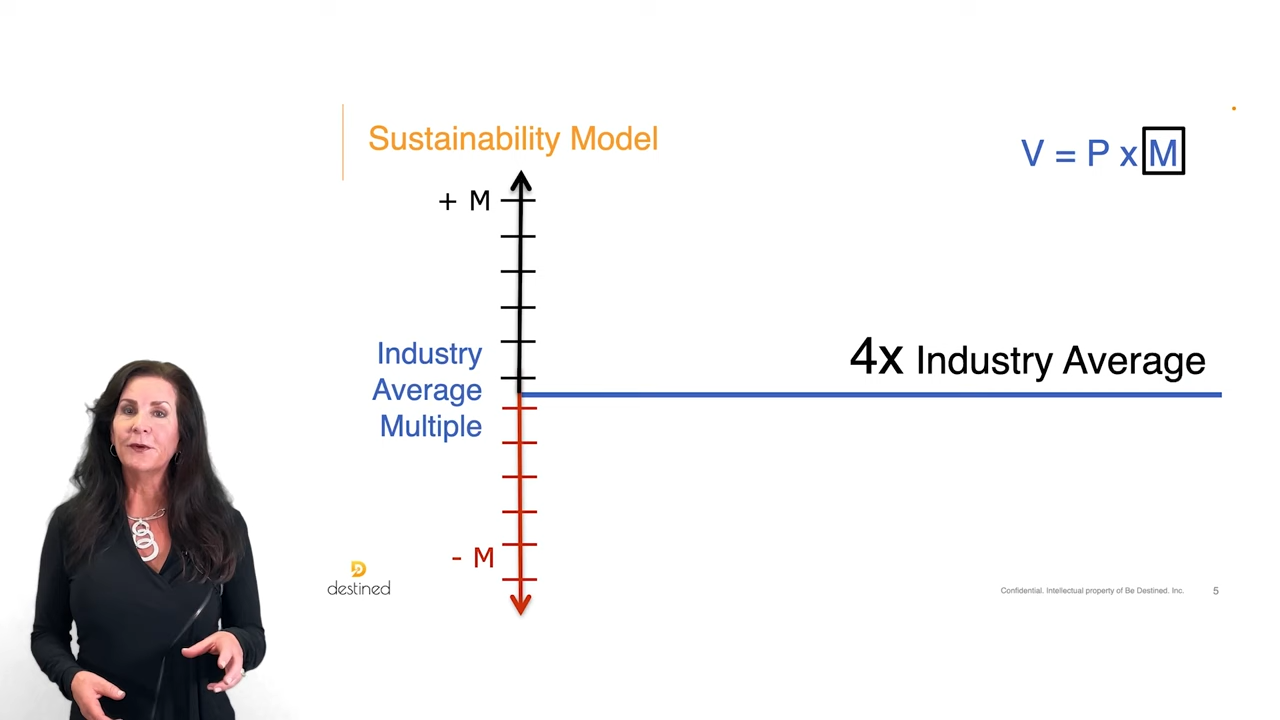 Sustainability Model
V = P x M
+ M
Industry
Average
Multiple
4x Industry Average
- M
destined
Confidential. Intellectual property of Be Destined. Inc.
5